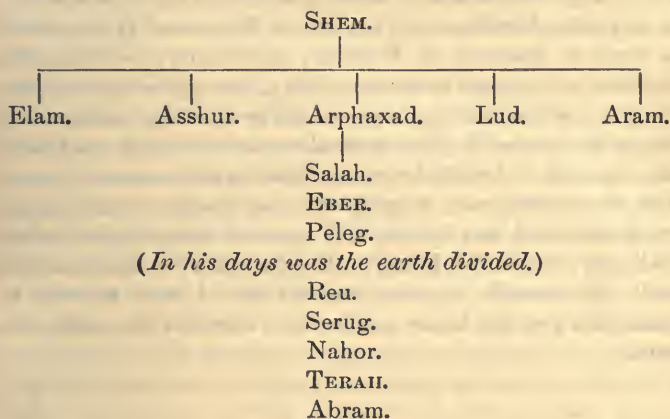 SHEM.
Elam. Asshur. Arphaxad. Lud. Aram.
Salah.
EBER.
Peleg.
(In his days was the earth divided.)
Reu.
Serug.
Nahor.
TERAH.
Abram.